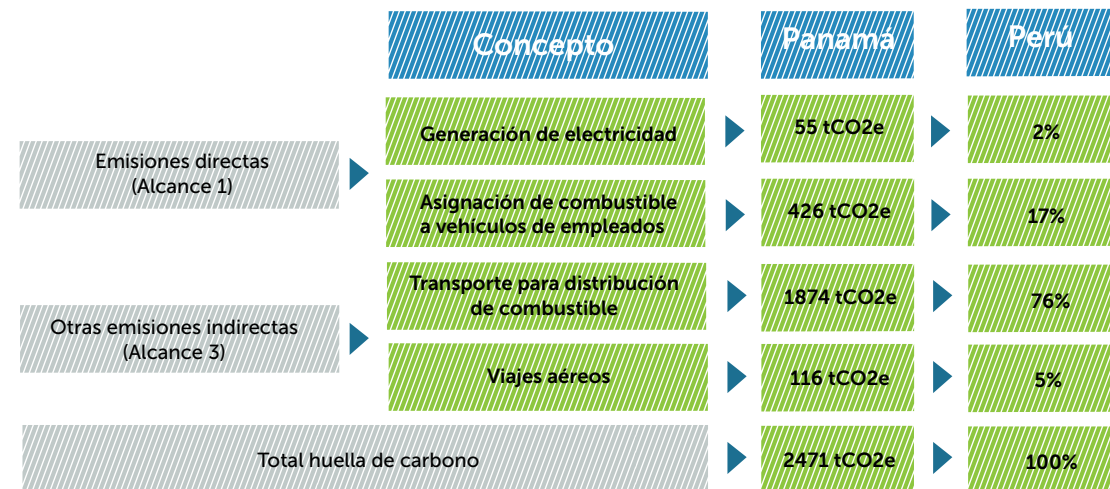 Concepto
Panamá
Perú
Emisiones directas
(Alcance 1)
Generación de electricidad
55 tCO2e
2%
Asignación de combustible
a vehículos de empleados
426 tCO2e
17%
Otras emisiones indirectas
(Alcance 3)
Transporte para distribución
de combustible
1874 tCO2e
76%
Viajes aéreos
116 tCO2e
5%
Total huella de carbono
2471 tCO2e
100%